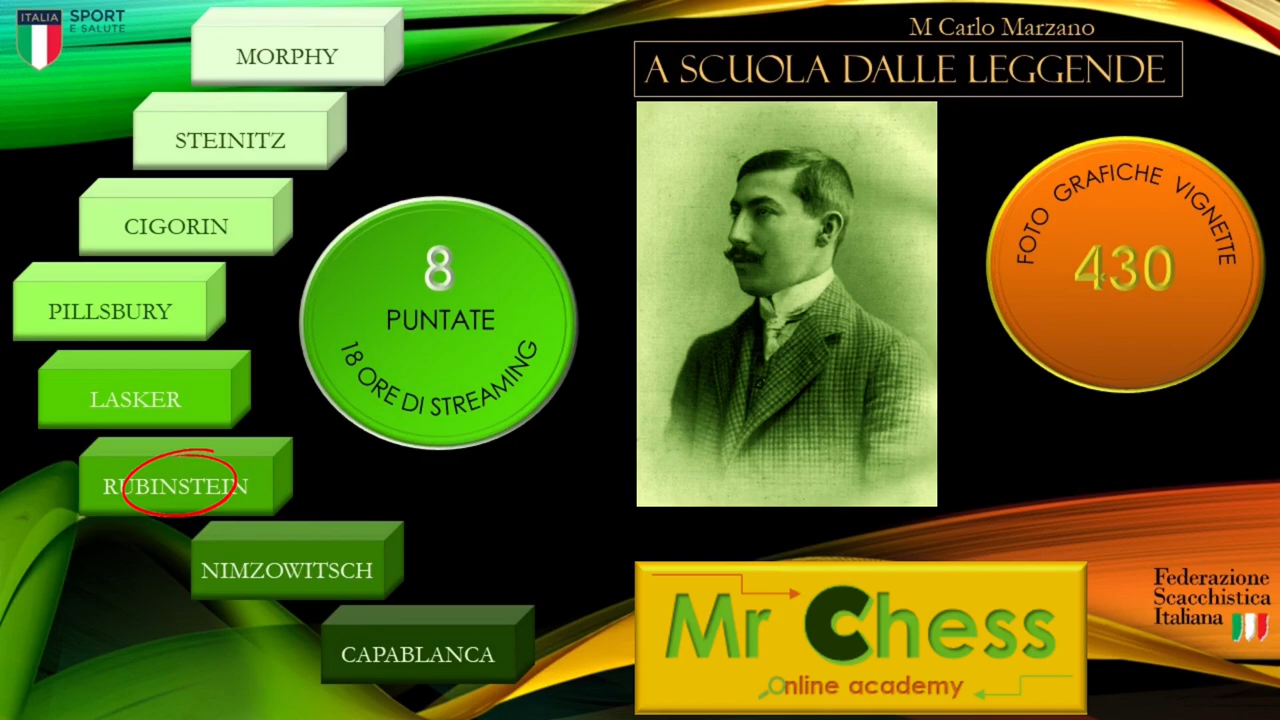 ITALIA
SPORT
E SALUTE
MORPHY
STEINITZ
CIGORIN
PILLSBURY
LASKER
RUBINSTEIN
NIMZOWITSCH
CAPABLANCA
8
PUNTATE
18 ORE DI STREAMING
M Carlo Marzano
A SCUOLA DALLE LEGGENDE
FOTO GRAFICHE VIGNETTE
430
Mr Chess
Online academy
Federazione
Scacchistica
Italiana